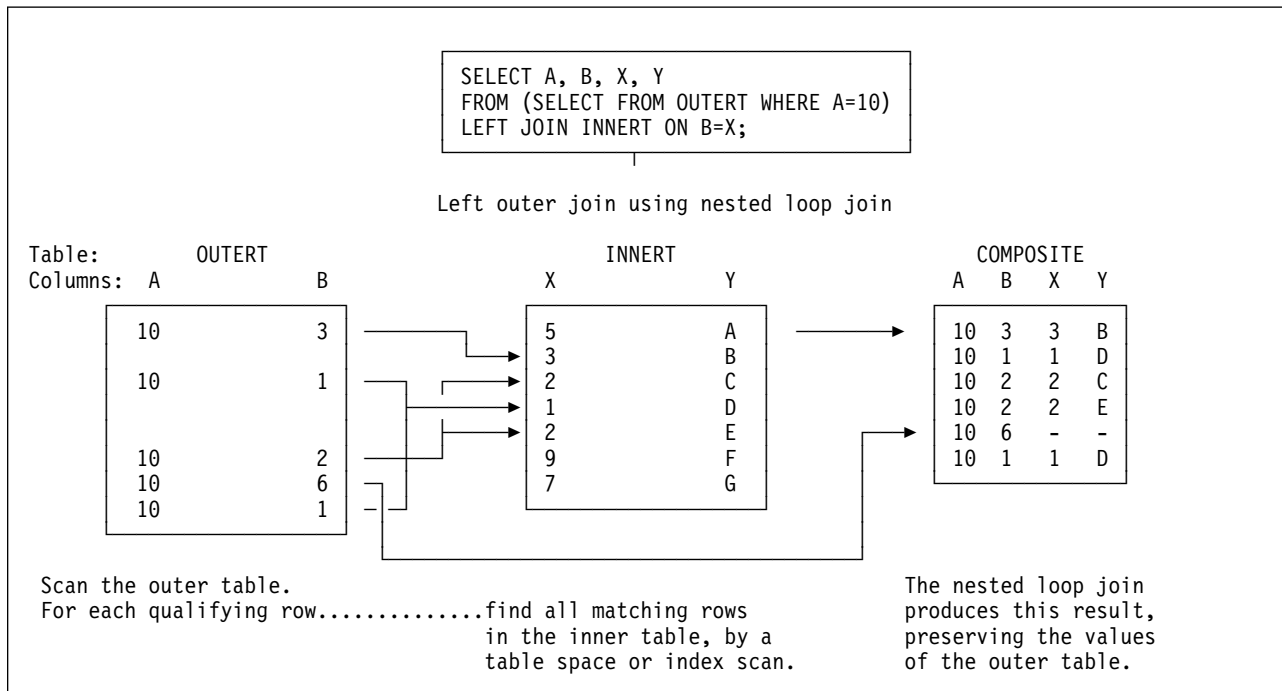 SELECT A, B, X, Y
FROM (SELECT FROM OUTERT WHERE A=10)
LEFT JOIN INNERT ON B=X;
Left outer join using nested loop join
Table: OUTERT INNERT COMPOSITE
Columns: A B X Y A B X Y
10 3 5 A 10 3 3 B
3 B 10 1 1 D
10 1 2 C 10 2 2 C
1 D 10 2 2 E
2 E 10 6 - -
10 2 9 F 10 1 1 D
10 6 7 G
10 1
Scan the outer table. The nested loop join
For each qualifying row..............find all matching rows produces this result,
in the inner table, by a preserving the values
table space or index scan. of the outer table.